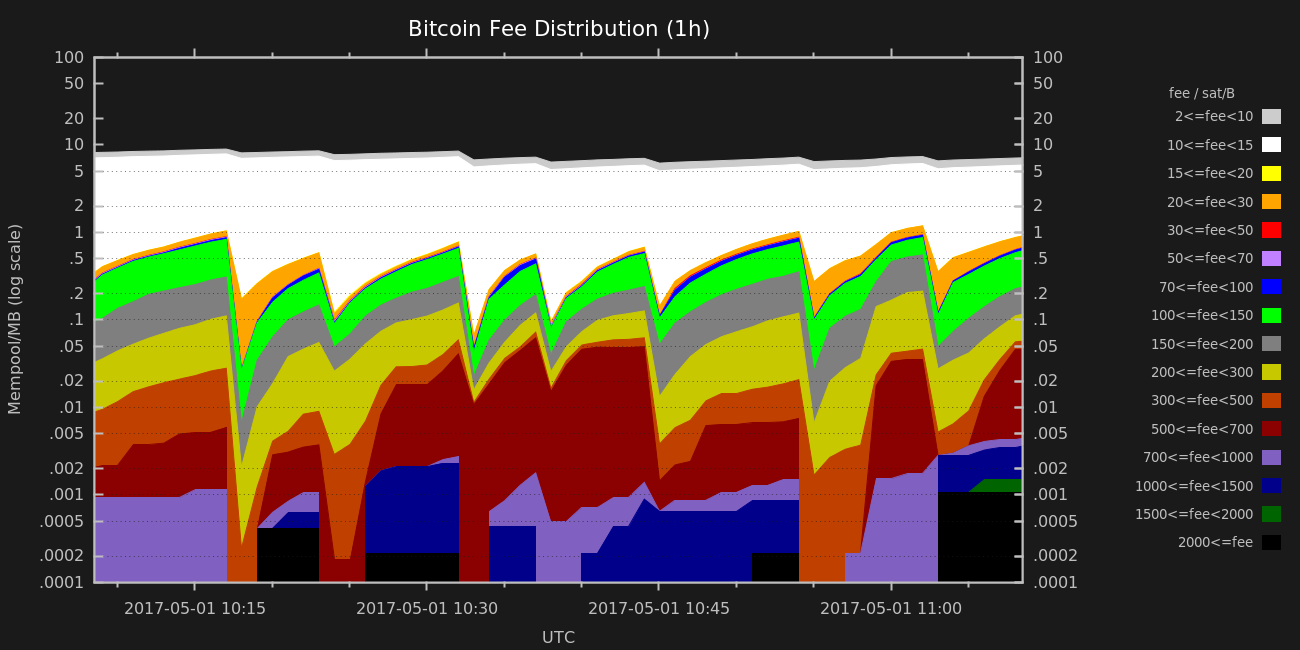 Bitcoin Fee Distribution (1h)
Mempool/MB (log scale)
100
50
20
10
5
2
1
.5
.2
.1
.05
.02
.01
.005
.002
.001
.0005
.0002
.0001
100
50
20
10
5
2
1
.5
.2
.1
.05
.02
.01
.005
.002
.001
.0005
.0002
.0001
2017-05-01 10:15
2017-05-01 10:30
2017-05-01 10:45
2017-05-01 11:00
UTC
fee / sat/B
2<=fee<10
10<=fee<15
15<=fee<20
20<=fee<30
30<=fee<50
50<=fee<70
70<=fee<100
100<=fee<150
150<=fee<200
200<=fee<300
300<=fee<500
500<=fee<700
700<=fee<1000
1000<=fee<1500
1500<=fee<2000
2000<=fee